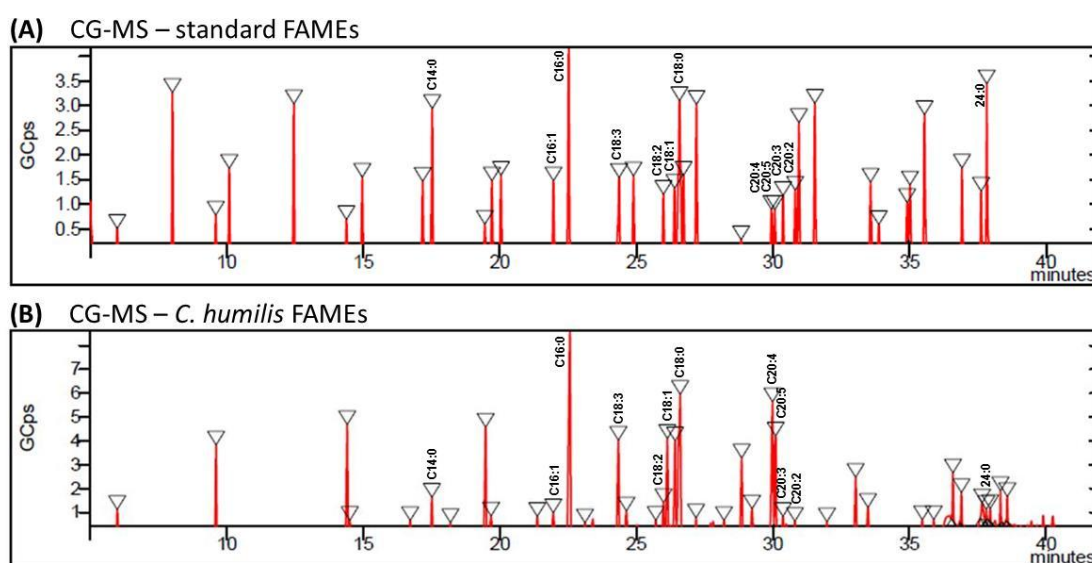 (A) CG-MS – standard FAMEs
GCps
3.5
3.0
2.5
2.0
1.5
1.0
0.5
C14:0
C16:1
C16:0
C18:3
C18:2
C18:1
C18:0
C20:4
C20:5
C20:3
C20:2
24:0
10 15 20 25 30 35 40
minutes
(B) CG-MS – C. humilis FAMEs
GCps
7
6
5
4
3
2
1
C14:0
C16:1
C16:0
C18:3
C18:2
C18:1
C18:0
C20:4
C20:5
C20:3
C20:2
24:0
10 15 20 25 30 35 40
minutes